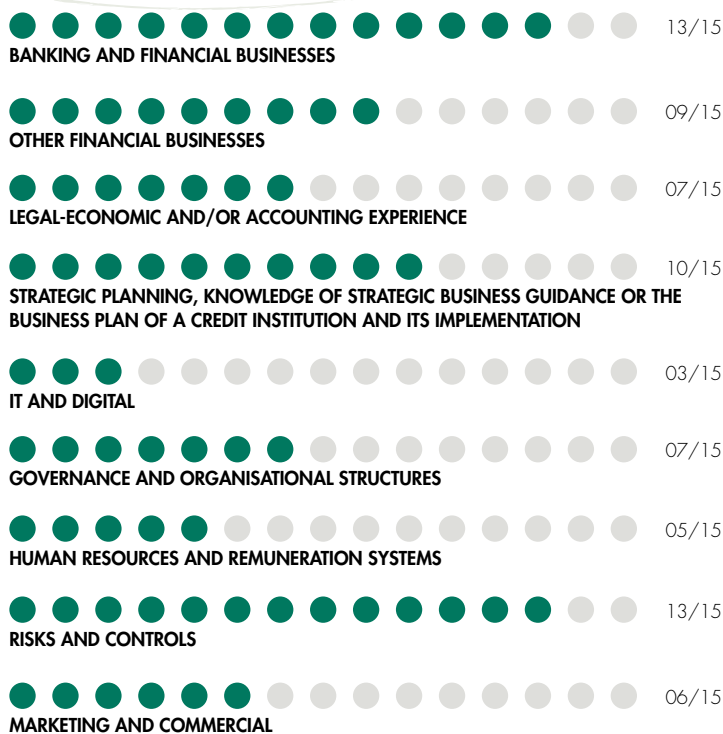 13/15
BANKING AND FINANCIAL BUSINESSES
09/15
OTHER FINANCIAL BUSINESSES
07/15
LEGAL-ECONOMIC AND/OR ACCOUNTING EXPERIENCE
10/15
STRATEGIC PLANNING, KNOWLEDGE OF STRATEGIC BUSINESS GUIDANCE OR THE
BUSINESS PLAN OF A CREDIT INSTITUTION AND ITS IMPLEMENTATION
03/15
IT AND DIGITAL
07/15
GOVERNANCE AND ORGANISATIONAL STRUCTURES
05/15
HUMAN RESOURCES AND REMUNERATION SYSTEMS
13/15
RISKS AND CONTROLS
06/15
MARKETING AND COMMERCIAL